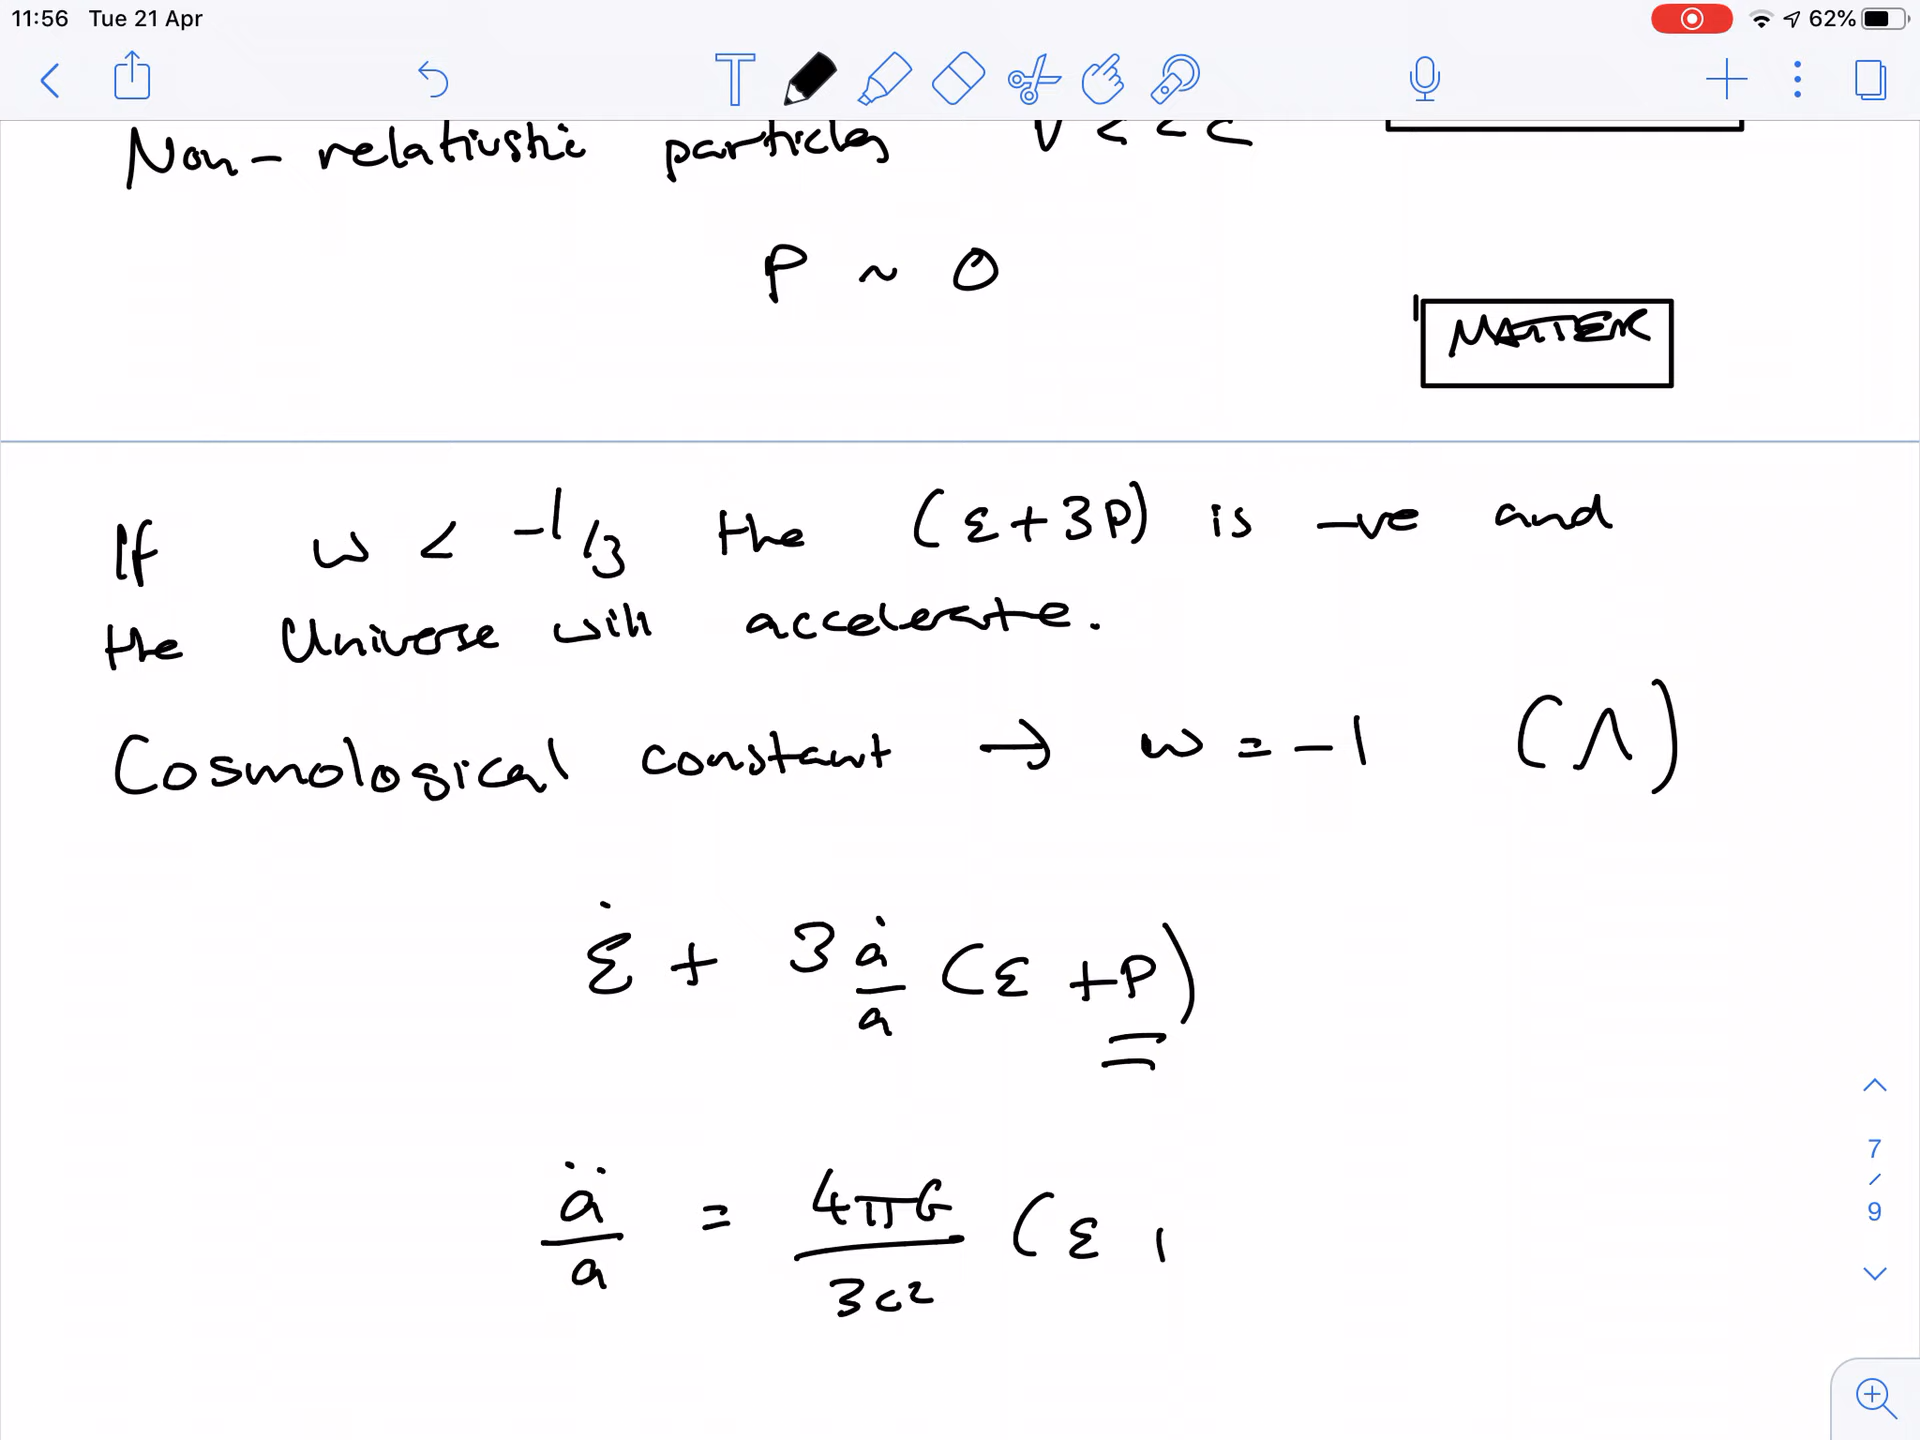 11:56 Tue 21 Apr 62%
T
Non-relativistic particles v <<c
P ~ 0
MATTER
If w < -1/3 the (ε+3P) is -ve and
the Universe will accelerate.
Cosmological constant → w = -1 (Λ)
ε̇ + 3 ȧ/a (ε + P)
ä/a = 4πG/3c² (ε
7
/
9